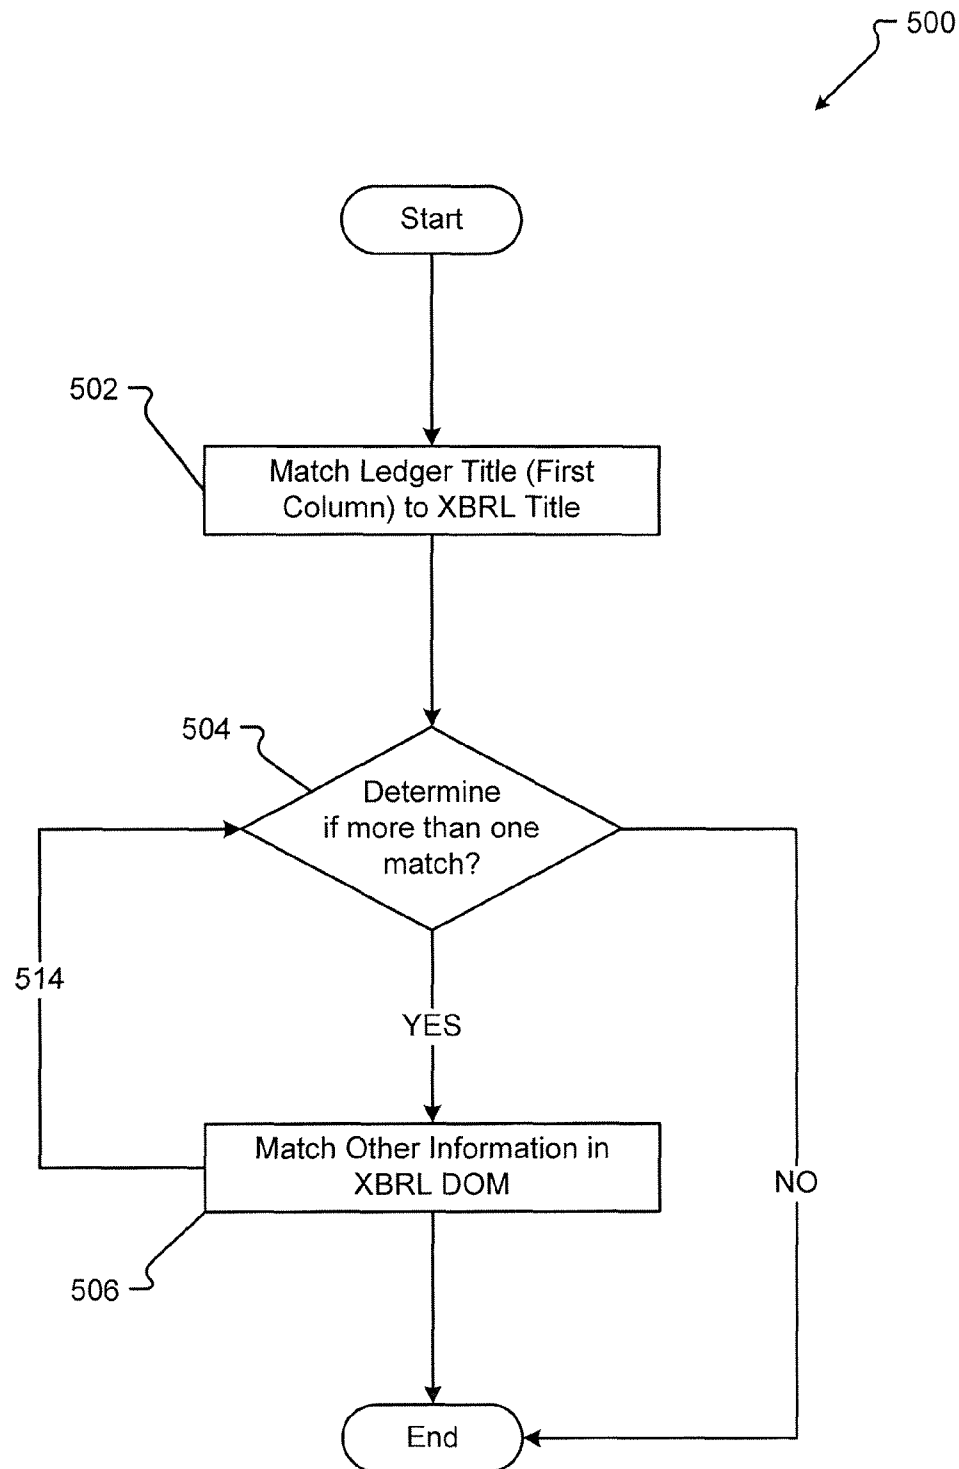 500
Start
502
Match Ledger Title (First
Column) to XBRL Title
504
Determine
if more than one
match?
514
YES
Match Other Information in
XBRL DOM
NO
506
End